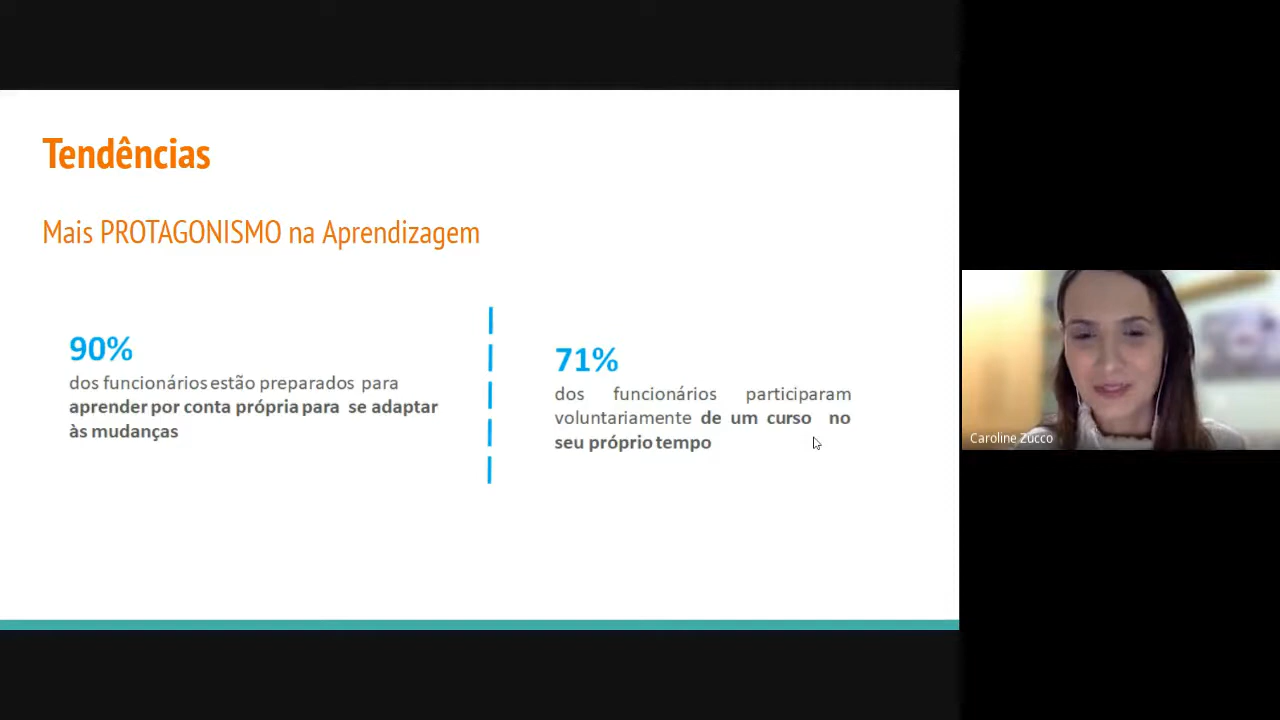 Tendências
Mais PROTAGONISMO na Aprendizagem
90%
dos funcionários estão preparados para
aprender por conta própria para se adaptar
às mudanças
71%
dos funcionários participaram
voluntariamente de um curso no
seu próprio tempo
Caroline Zucco